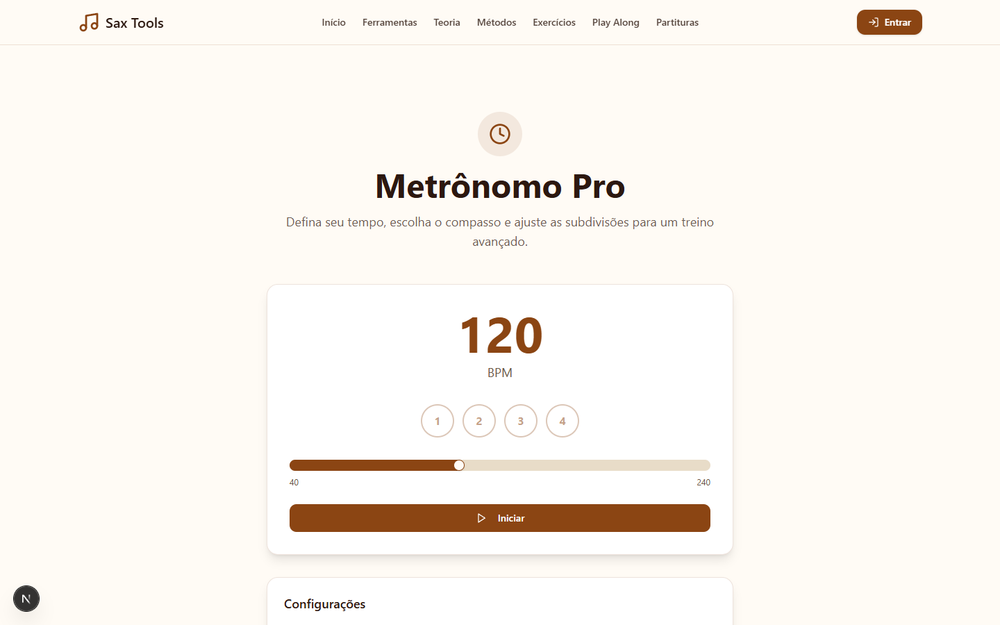 Sax Tools
Início
Ferramentas
Teoria
Métodos
Exercícios
Play Along
Partituras
Entrar
Metrônomo Pro
Defina seu tempo, escolha o compasso e ajuste as subdivisões para um treino
avançado.
120
BPM
1 2 3 4
40 240
Iniciar
N
Configurações